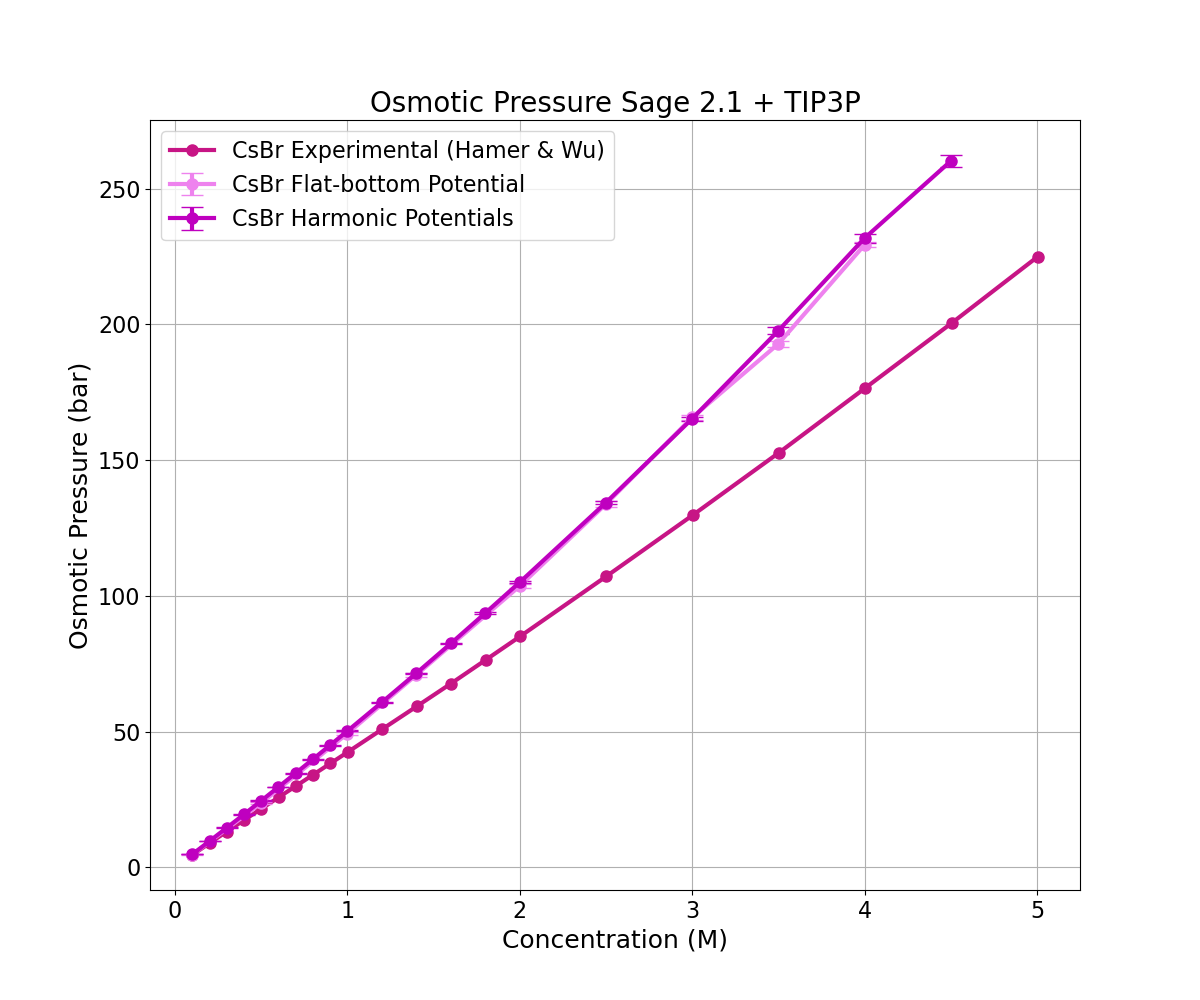 Osmotic Pressure Sage 2.1 + TIP3P
CsBr Experimental (Hamer & Wu)
CsBr Flat-bottom Potential
CsBr Harmonic Potentials
Osmotic Pressure (bar)
250
200
150
100
50
0
0 1 2 3 4 5
Concentration (M)